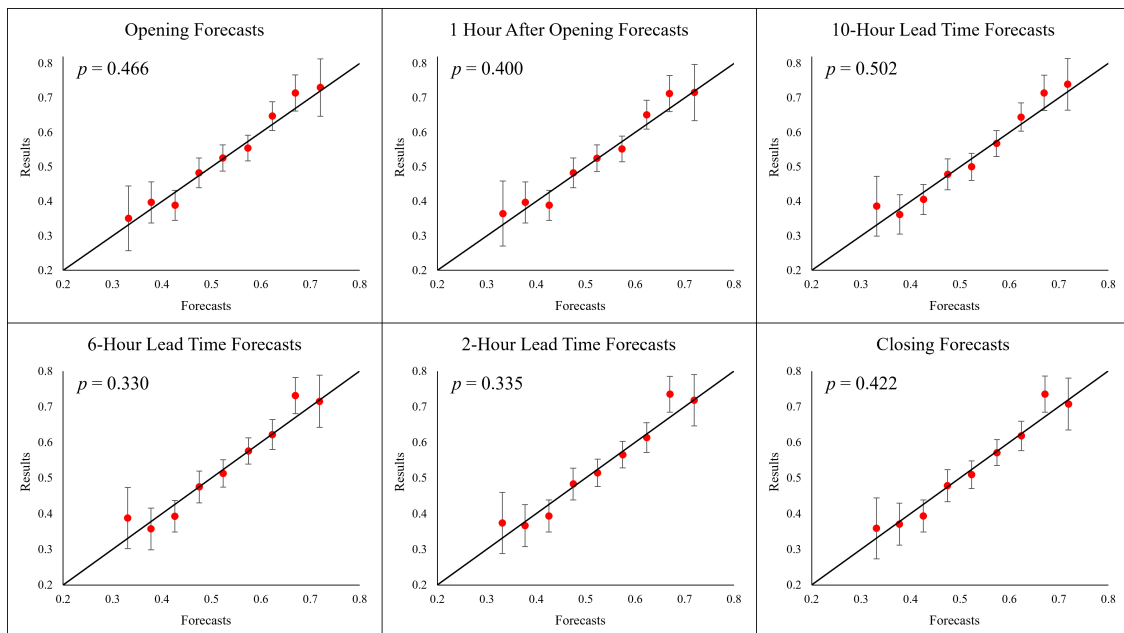 Opening Forecasts
p = 0.466
0.8
0.7
0.6
0.5
0.4
0.3
0.2
Results
0.2 0.3 0.4 0.5 0.6 0.7 0.8
Forecasts
1 Hour After Opening Forecasts
p = 0.400
0.8
0.7
0.6
0.5
0.4
0.3
0.2
Results
0.2 0.3 0.4 0.5 0.6 0.7 0.8
Forecasts
10-Hour Lead Time Forecasts
p = 0.502
0.8
0.7
0.6
0.5
0.4
0.3
0.2
Results
0.2 0.3 0.4 0.5 0.6 0.7 0.8
Forecasts
6-Hour Lead Time Forecasts
p = 0.330
0.8
0.7
0.6
0.5
0.4
0.3
0.2
Results
0.2 0.3 0.4 0.5 0.6 0.7 0.8
Forecasts
2-Hour Lead Time Forecasts
p = 0.335
0.8
0.7
0.6
0.5
0.4
0.3
0.2
Results
0.2 0.3 0.4 0.5 0.6 0.7 0.8
Forecasts
Closing Forecasts
p = 0.422
0.8
0.7
0.6
0.5
0.4
0.3
0.2
Results
0.2 0.3 0.4 0.5 0.6 0.7 0.8
Forecasts